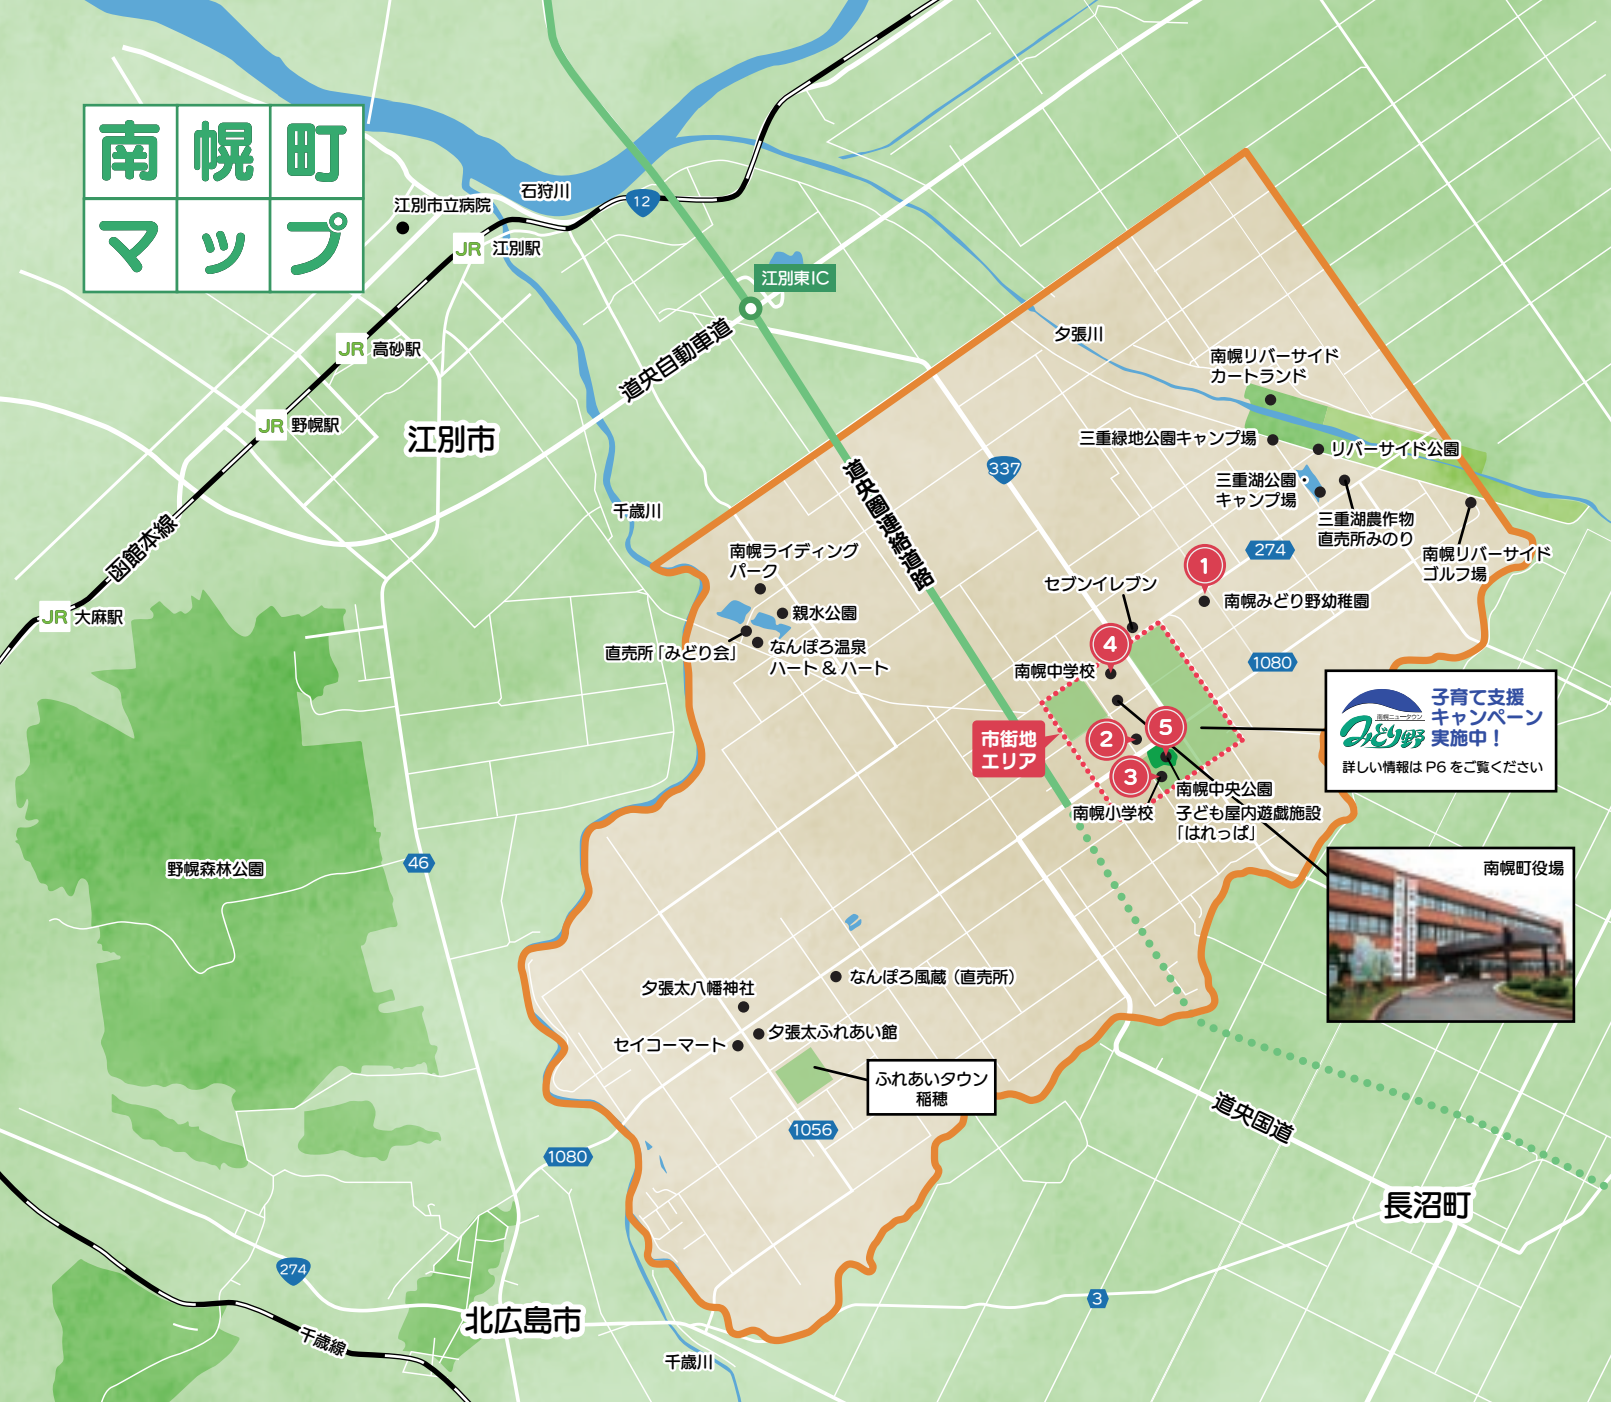 南幌町
マップ
石狩川
12
江別市立病院
JR 江別駅
江別東IC
JR 高砂駅
道央自動車道
夕張川
南幌リバーサイド
カートランド
JR 野幌駅
江別市
三重緑地公園キャンプ場
リバーサイド公園
337
道央圏連絡道路
三重湖公園
キャンプ場
千歳川
三重湖農作物
直売所みのり
函館本線
南幌ライディング
パーク
274
南幌リバーサイド
ゴルフ場
1
セブンイレブン
南幌みどり野幼稚園
JR 大麻駅
親水公園
直売所「みどり会」
なんぽろ温泉
ハート&ハート
4
南幌中学校
1080
市街地
エリア
2
5
3
南幌ニュータウン
みどり野
子育て支援
キャンペーン
実施中!
詳しい情報はP6をご覧ください
南幌中央公園
南幌小学校
子ども屋内遊戯施設
「はれっぱ」
野幌森林公園
46
南幌町役場
なんぽろ風蔵(直売所)
夕張太八幡神社
夕張太ふれあい館
セイコーマート
ふれあいタウン
稲穂
1056
道央国道
1080
長沼町
274
3
北広島市
千歳線
千歳川